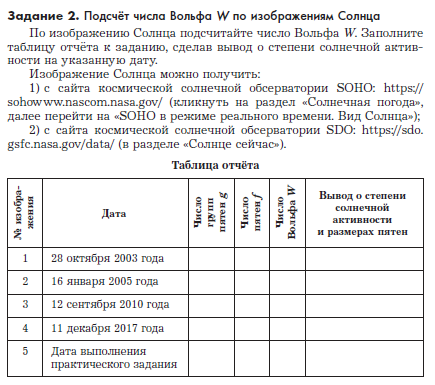 Задание 2. Подсчёт числа Вольфа W по изображениям Солнца
По изображению Солнца подсчитайте число Вольфа W. Заполните
таблицу отчёта к заданию, сделав вывод о степени солнечной актив-
ности на указанную дату.
Изображение Солнца можно получить:
1) с сайта космической солнечной обсерватории SOHO: https://
sohowww.nascom.nasa.gov/ (кликнуть на раздел «Солнечная погода»,
далее перейти на «SOHO в режиме реального времени. Вид Солнца»);
2) с сайта космической солнечной обсерватории SDO: https://sdo.
gsfc.nasa.gov/data/ (в разделе «Солнце сейчас»).
Таблица отчёта
№ изобра-
жения
Дата
Число
групп
пятен g
Число
пятен f
Число
Вольфа W
Вывод о степени
солнечной
активности
и размерах пятен
1 28 октября 2003 года
2 16 января 2005 года
3 12 сентября 2010 года
4 11 декабря 2017 года
5 Дата выполнения
практического задания